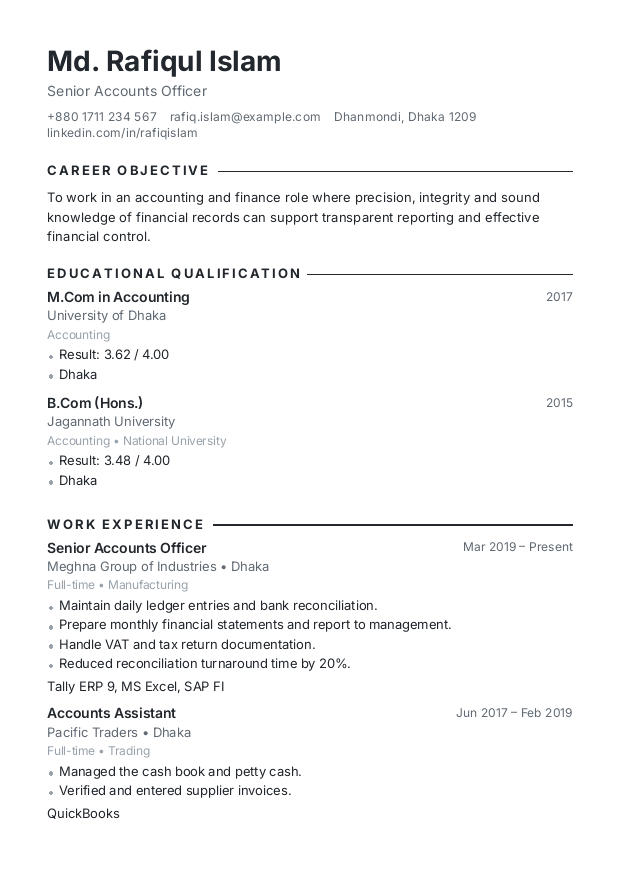 Md. Rafiqul Islam
Senior Accounts Officer
+880 1711 234 567 rafiq.islam@example.com Dhanmondi, Dhaka 1209
linkedin.com/in/rafiqislam
CAREER OBJECTIVE
To work in an accounting and finance role where precision, integrity and sound
knowledge of financial records can support transparent reporting and effective
financial control.
EDUCATIONAL QUALIFICATION
M.Com in Accounting 2017
University of Dhaka
Accounting
• Result: 3.62 / 4.00
• Dhaka
B.Com (Hons.) 2015
Jagannath University
Accounting • National University
• Result: 3.48 / 4.00
• Dhaka
WORK EXPERIENCE
Senior Accounts Officer Mar 2019 – Present
Meghna Group of Industries • Dhaka
Full-time • Manufacturing
• Maintain daily ledger entries and bank reconciliation.
• Prepare monthly financial statements and report to management.
• Handle VAT and tax return documentation.
• Reduced reconciliation turnaround time by 20%.
Tally ERP 9, MS Excel, SAP FI
Accounts Assistant Jun 2017 – Feb 2019
Pacific Traders • Dhaka
Full-time • Trading
• Managed the cash book and petty cash.
• Verified and entered supplier invoices.
QuickBooks